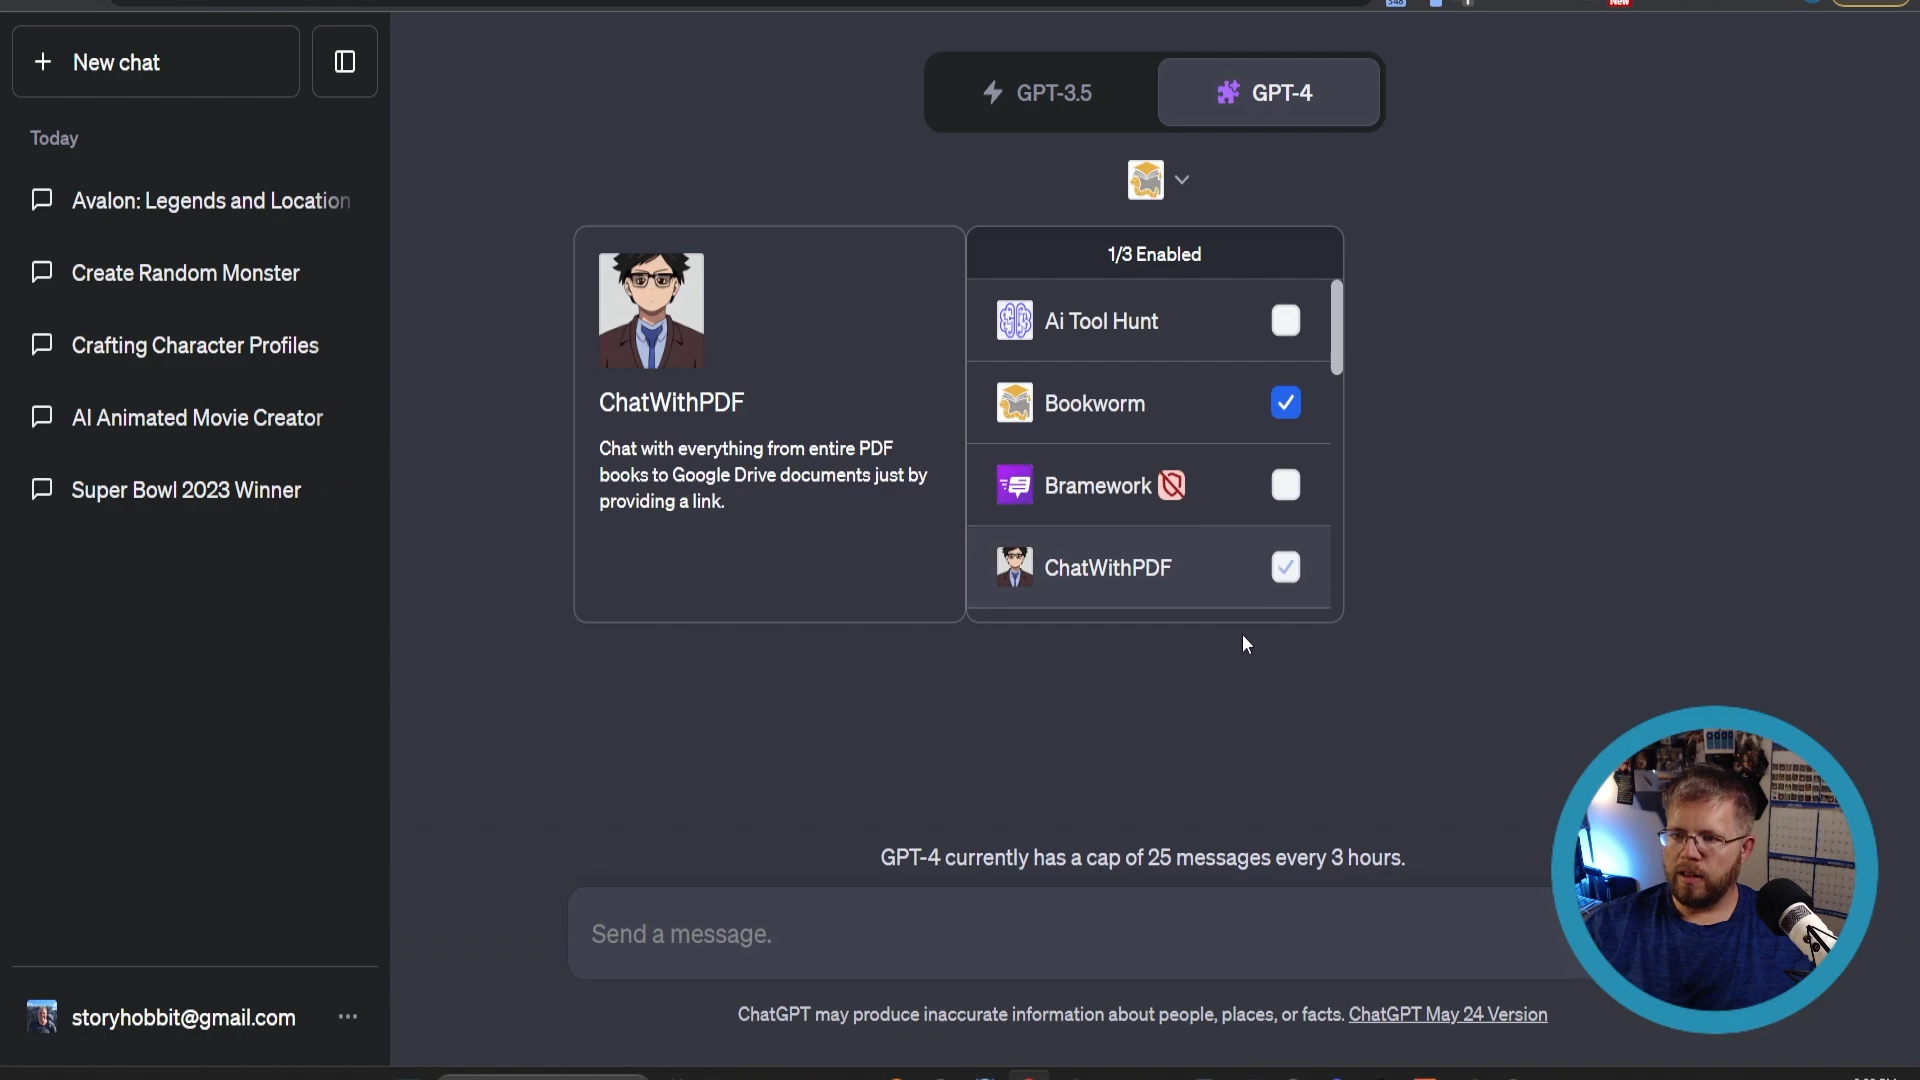 New chat
Today
Avalon: Legends and Location
Create Random Monster
Crafting Character Profiles
AI Animated Movie Creator
Super Bowl 2023 Winner
storyhobbit@gmail.com
New
GPT-3.5
GPT-4
ChatWithPDF
Chat with everything from entire PDF
books to Google Drive documents just by
providing a link.
1/3 Enabled
Ai Tool Hunt
Bookworm
Bramework
ChatWithPDF
GPT-4 currently has a cap of 25 messages every 3 hours.
Send a message.
ChatGPT may produce inaccurate information about people, places, or facts. ChatGPT May 24 Version